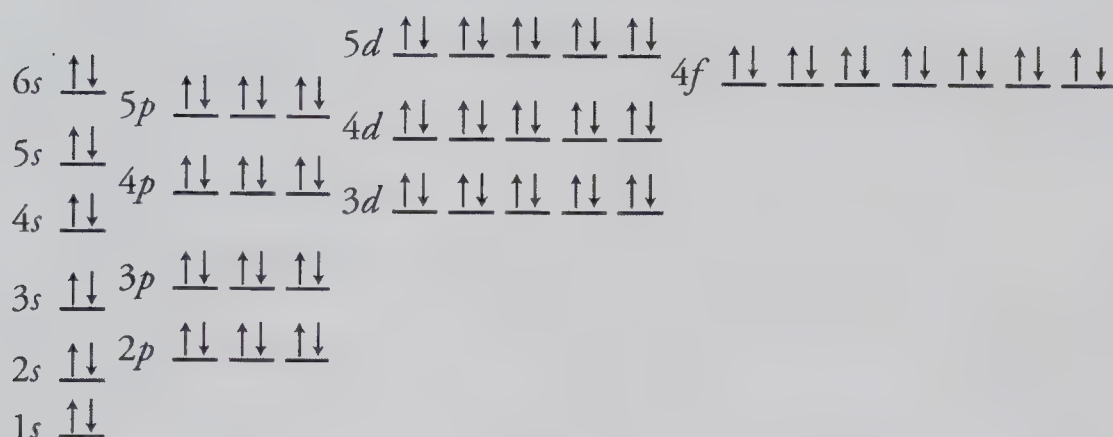 5d ↑↓ ↑↓ ↑↓ ↑↓ ↑↓
6s ↑↓
4f ↑↓ ↑↓ ↑↓ ↑↓ ↑↓ ↑↓ ↑↓
5p ↑↓ ↑↓ ↑↓
4d ↑↓ ↑↓ ↑↓ ↑↓ ↑↓
5s ↑↓
4p ↑↓ ↑↓ ↑↓
3d ↑↓ ↑↓ ↑↓ ↑↓ ↑↓
4s ↑↓
3p ↑↓ ↑↓ ↑↓
3s ↑↓
2p ↑↓ ↑↓ ↑↓
2s ↑↓
1s ↑↓